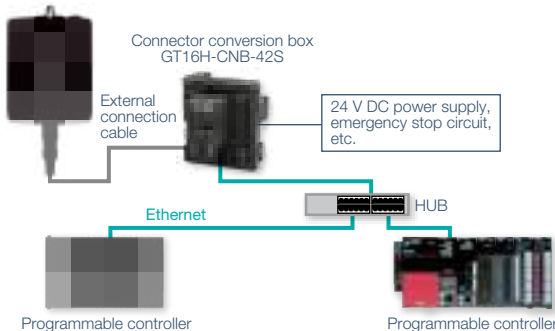 Connector conversion box
GT16H-CNB-42S
External
connection
cable
24 V DC power supply,
emergency stop circuit,
etc.
Ethernet
HUB
Programmable controller
Programmable controller